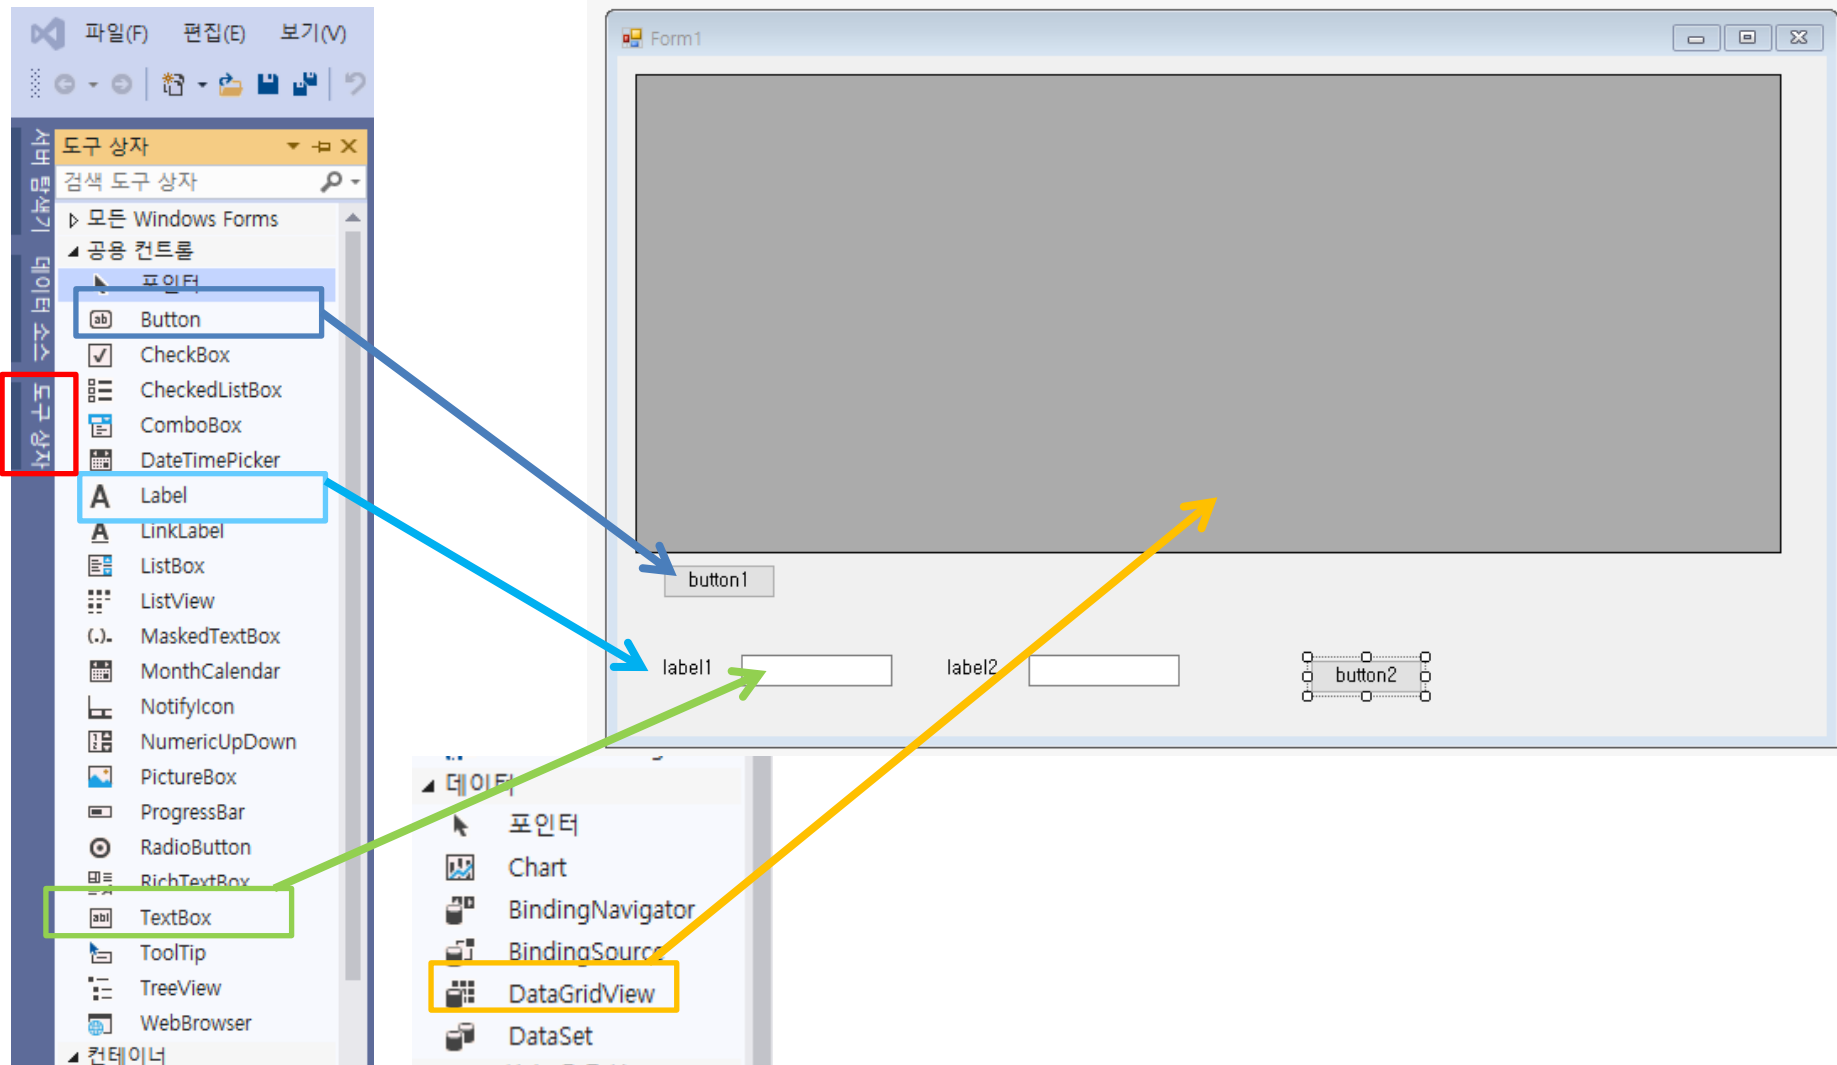 파일(F) 편집(E) 보기(V)
서버 탐색기
데이터 소스
도구 상자
도구 상자
검색 도구 상자
모든 Windows Forms
공용 컨트롤
포인터
Button
CheckBox
CheckedListBox
ComboBox
DateTimePicker
Label
LinkLabel
ListBox
ListView
MaskedTextBox
MonthCalendar
NotifyIcon
NumericUpDown
PictureBox
ProgressBar
RadioButton
RichTextBox
TextBox
ToolTip
TreeView
WebBrowser
컨테이너
Form1
button1
label1
label2
button2
데이터
포인터
Chart
BindingNavigator
BindingSource
DataGridView
DataSet